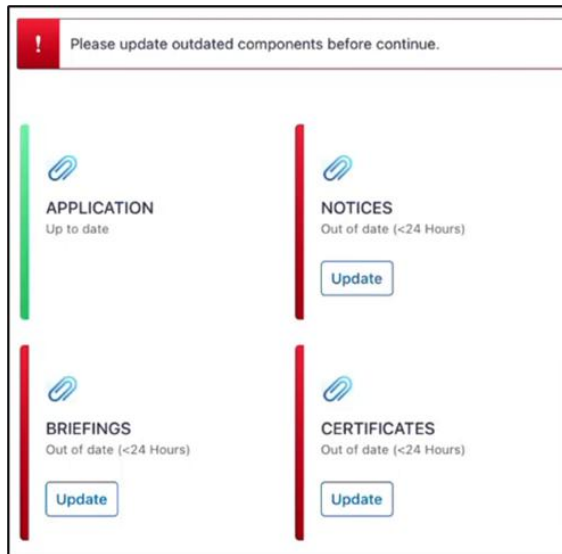 ! Please update outdated components before continue.
APPLICATION
Up to date
NOTICES
Out of date (<24 Hours)
Update
BRIEFINGS
Out of date (<24 Hours)
Update
CERTIFICATES
Out of date (<24 Hours)
Update